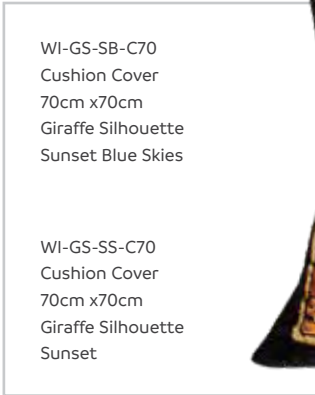 WI-GS-SB-C70
Cushion Cover
70cm x70cm
Giraffe Silhouette
Sunset Blue Skies
WI-GS-SS-C70
Cushion Cover
70cm x70cm
Giraffe Silhouette
Sunset